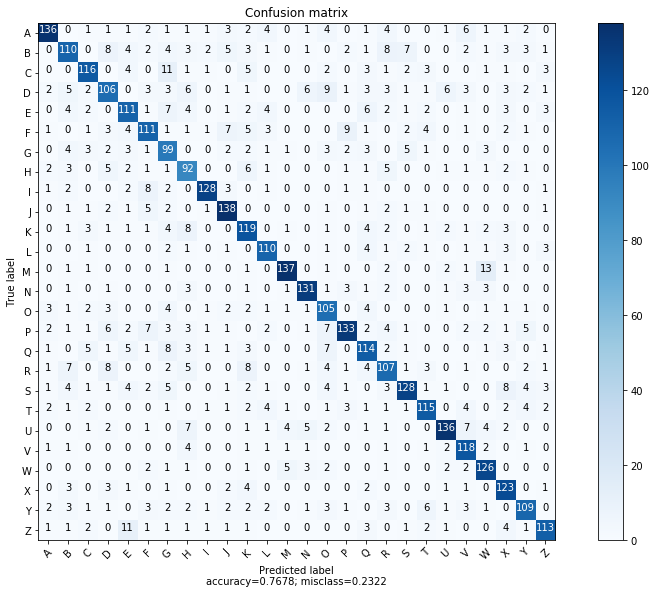 Confusion matrix
A 136 0 1 1 1 2 1 1 1 3 2 4 0 1 4 0 1 4 0 0 1 6 1 1 2 0
B 0 110 0 8 4 2 4 3 2 5 3 1 0 1 0 2 1 8 7 0 0 2 1 3 3 1
C 0 0 116 0 4 0 11 1 1 0 5 0 0 0 2 0 3 1 2 3 0 0 1 1 0 3
D 2 5 2 106 0 3 3 6 0 1 1 0 0 6 9 1 3 3 1 1 6 3 0 1 2 1
E 0 4 2 0 111 1 7 4 0 1 2 4 0 0 0 0 6 2 1 2 0 1 0 3 0 3
F 1 0 1 3 4 111 1 1 1 7 5 3 0 0 0 9 1 0 2 4 0 1 0 2 1 0
G 0 4 3 2 3 1 99 0 0 2 1 1 1 0 3 2 3 0 5 1 0 0 3 0 0 0
H 2 3 0 5 2 1 1 92 0 0 6 1 0 0 0 1 1 5 0 0 1 1 1 2 1 0
I 1 2 0 0 2 8 0 0 128 3 0 1 0 0 0 1 1 0 0 0 0 0 0 0 0 1
J 0 1 1 2 1 5 2 0 1 138 0 0 0 0 1 0 1 2 1 1 0 0 0 0 0 1
K 0 1 3 1 1 1 4 8 0 0 119 0 1 0 1 0 4 2 0 1 2 1 2 3 0 0
L 0 0 1 0 0 0 2 1 0 1 0 110 0 0 1 0 4 1 2 1 0 1 1 3 0 3
M 0 1 1 0 0 1 0 0 0 0 1 0 137 0 1 0 0 2 0 0 2 1 13 1 0 0
N 0 1 0 1 0 0 0 3 0 0 1 0 1 131 0 1 3 1 2 0 0 1 3 3 0 0
O 3 1 2 3 0 0 4 0 1 2 2 1 1 1 105 0 4 0 0 0 1 0 1 1 1 0
P 0 1 1 6 2 7 3 3 1 1 0 2 0 1 7 133 2 4 1 0 0 2 2 1 5 0
Q 1 0 5 1 5 1 8 3 1 1 3 0 0 0 7 0 114 2 1 0 0 0 1 3 0 1
R 1 7 0 8 0 0 2 5 0 0 8 0 0 1 4 1 4 107 1 3 0 1 0 0 2 1
S 1 4 1 1 4 2 5 0 0 1 2 1 0 0 4 1 0 3 128 1 1 0 0 8 4 3
T 2 1 2 0 1 0 1 1 0 1 2 4 1 0 1 3 1 1 1 115 0 4 0 2 4 2
U 0 0 1 2 0 1 0 7 0 0 1 0 4 5 2 0 0 0 0 0 136 7 4 2 0 0
V 1 1 0 0 0 0 0 4 0 0 1 1 1 1 0 0 0 0 0 1 2 118 2 0 1 0
W 0 0 0 0 0 2 1 1 0 0 1 0 5 3 2 0 0 1 0 0 0 2 126 0 0 0
X 0 3 0 3 1 0 1 0 0 2 4 0 0 0 2 0 0 2 0 0 1 1 0 123 0 1
Y 2 3 1 1 0 3 2 2 1 2 2 2 0 1 3 1 0 3 0 6 1 3 1 0 109 0
Z 1 1 2 0 11 1 1 1 1 1 1 0 0 0 0 0 3 0 1 2 1 0 0 4 1 113
A B C D E F G H I J K L M N O P Q R S T U V W X Y Z
True label
Predicted label
accuracy=0.7678; misclass=0.2322
120
100
80
60
40
20
0